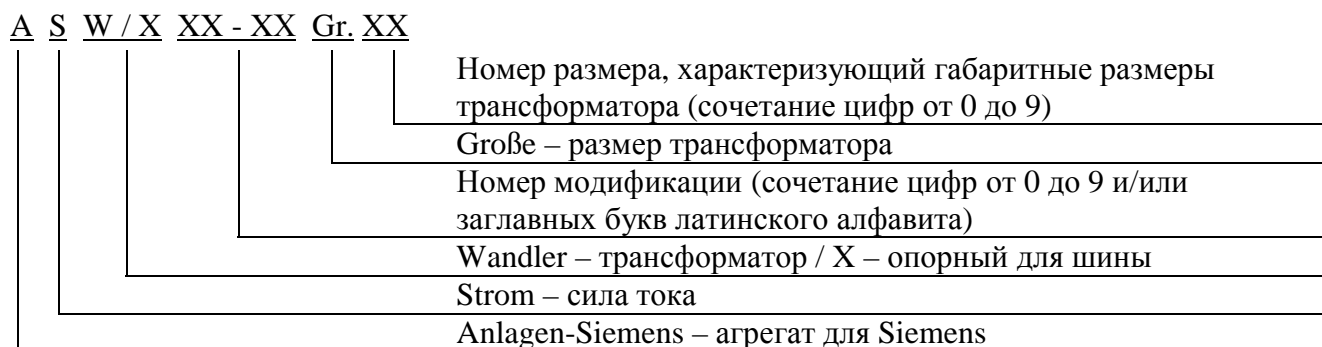 A S W / X XX - XX Gr. XX
Номер размера, характеризующий габаритные размеры
трансформатора (сочетание цифр от 0 до 9)
Große – размер трансформатора
Номер модификации (сочетание цифр от 0 до 9 и/или
заглавных букв латинского алфавита)
Wandler – трансформатор / X – опорный для шины
Strom – сила тока
Anlagen-Siemens – агрегат для Siemens